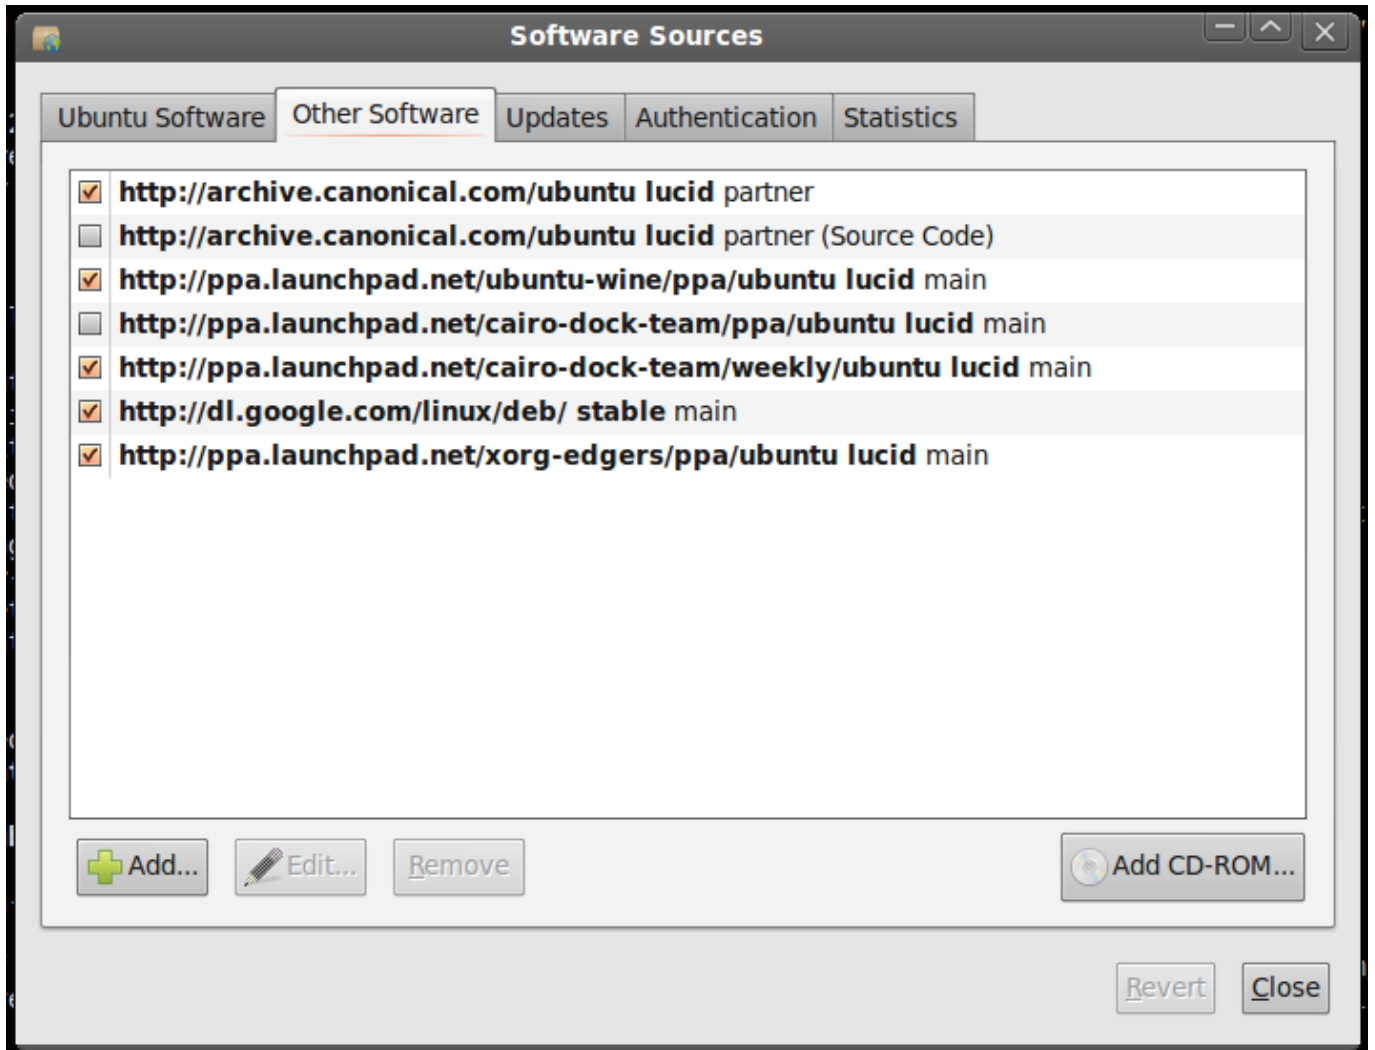 Software Sources
Ubuntu Software Other Software Updates Authentication Statistics
http://archive.canonical.com/ubuntu lucid partner
http://archive.canonical.com/ubuntu lucid partner (Source Code)
http://ppa.launchpad.net/ubuntu-wine/ppa/ubuntu lucid main
http://ppa.launchpad.net/cairo-dock-team/ppa/ubuntu lucid main
http://ppa.launchpad.net/cairo-dock-team/weekly/ubuntu lucid main
http://dl.google.com/linux/deb/ stable main
http://ppa.launchpad.net/xorg-edgers/ppa/ubuntu lucid main
Add... Edit... Remove Add CD-ROM...
Revert Close